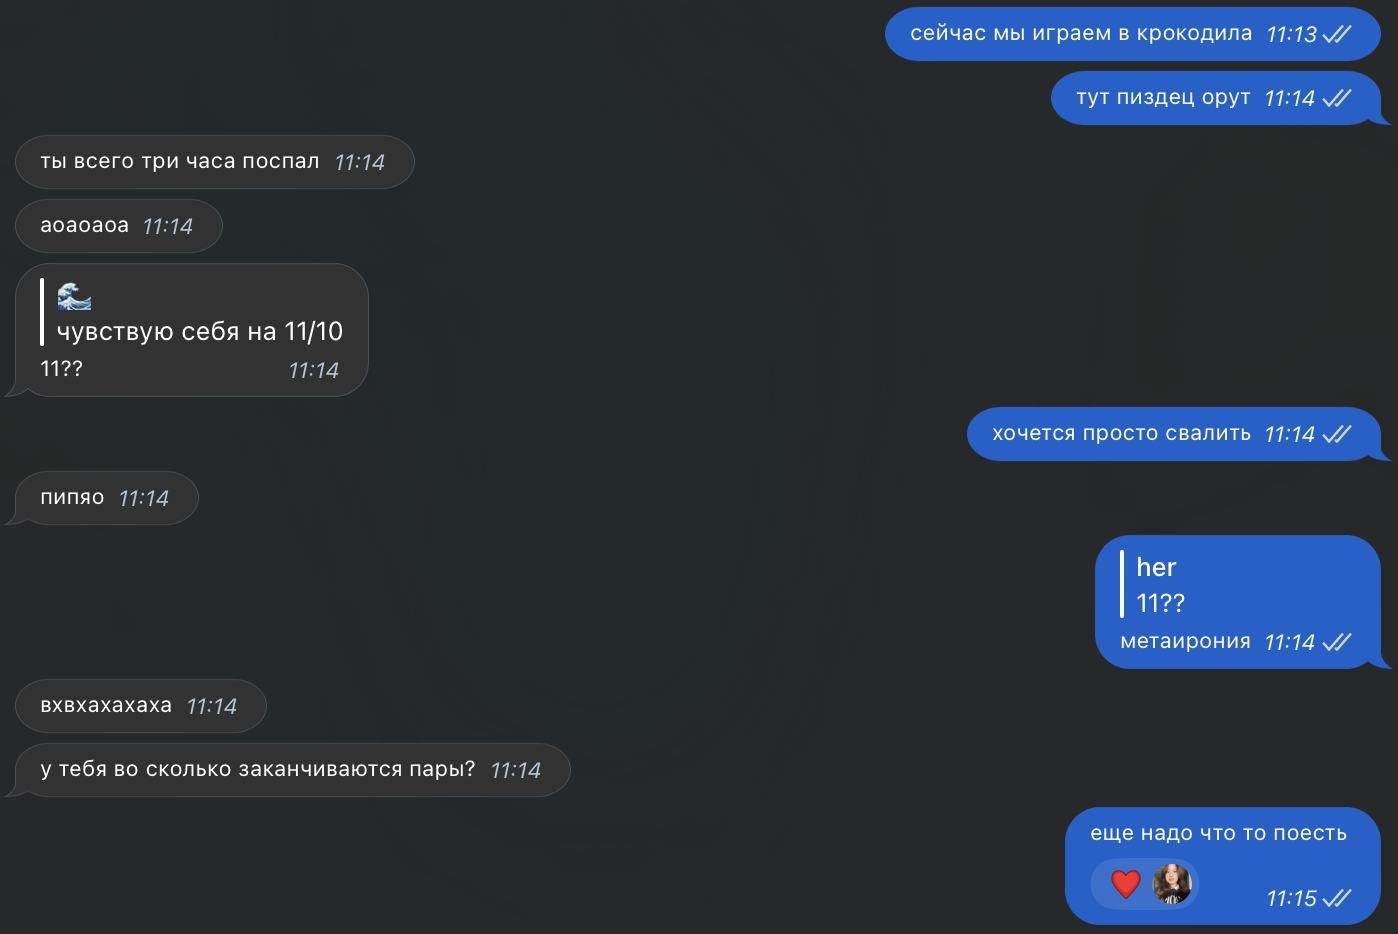 сейчас мы играем в крокодила 11:13
тут пиздец орут 11:14
ты всего три часа поспал 11:14
аоаоаоа 11:14
🌊
чувствую себя на 11/10
11?? 11:14
хочется просто свалить 11:14
пипяо 11:14
her
11??
метаирония 11:14
вхвхахахаха 11:14
у тебя во сколько заканчиваются пары? 11:14
еще надо что то поесть
❤️ 11:15